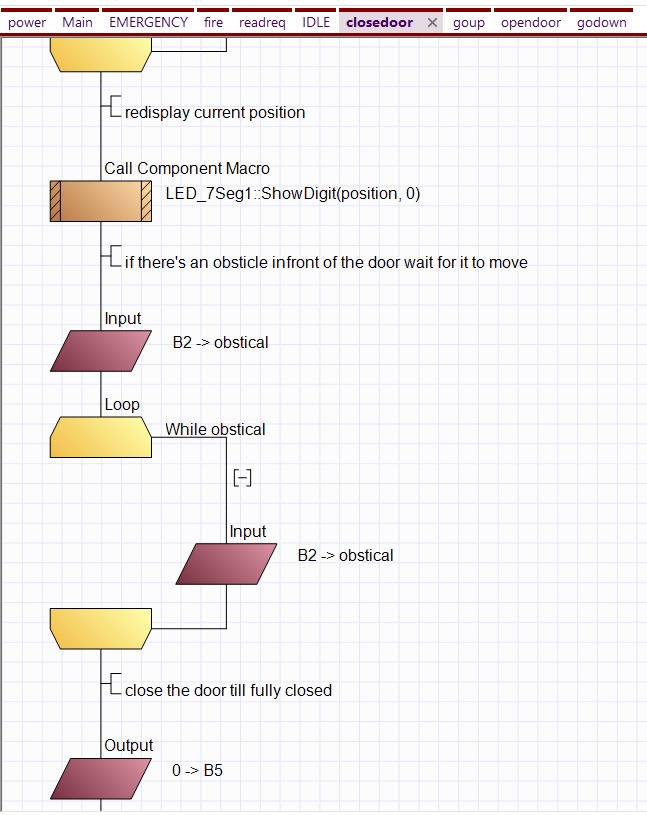 power Main EMERGENCY fire readreq IDLE closedoor × goup opendoor godown
redisplay current position
Call Component Macro
LED_7Seg1::ShowDigit(position, 0)
if there's an obsticle infront of the door wait for it to move
Input
B2 -> obstical
Loop
While obstical
Input
B2 -> obstical
close the door till fully closed
Output
0 -> B5